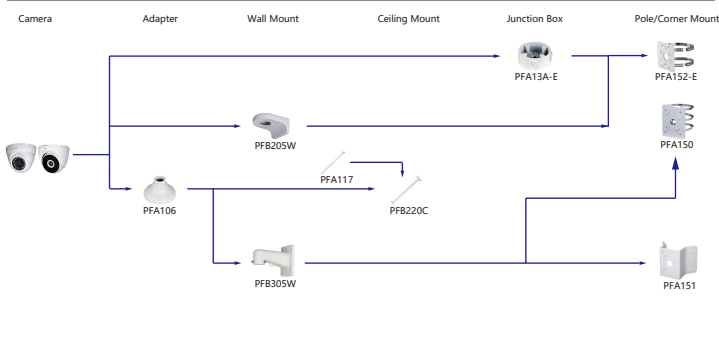 Camera Adapter Wall Mount Ceiling Mount Junction Box Pole/Corner Mount
PFA13A-E PFA152-E
PFB205W PFA150
PFA117
PFA106 PFB220C
PFB305W PFA151